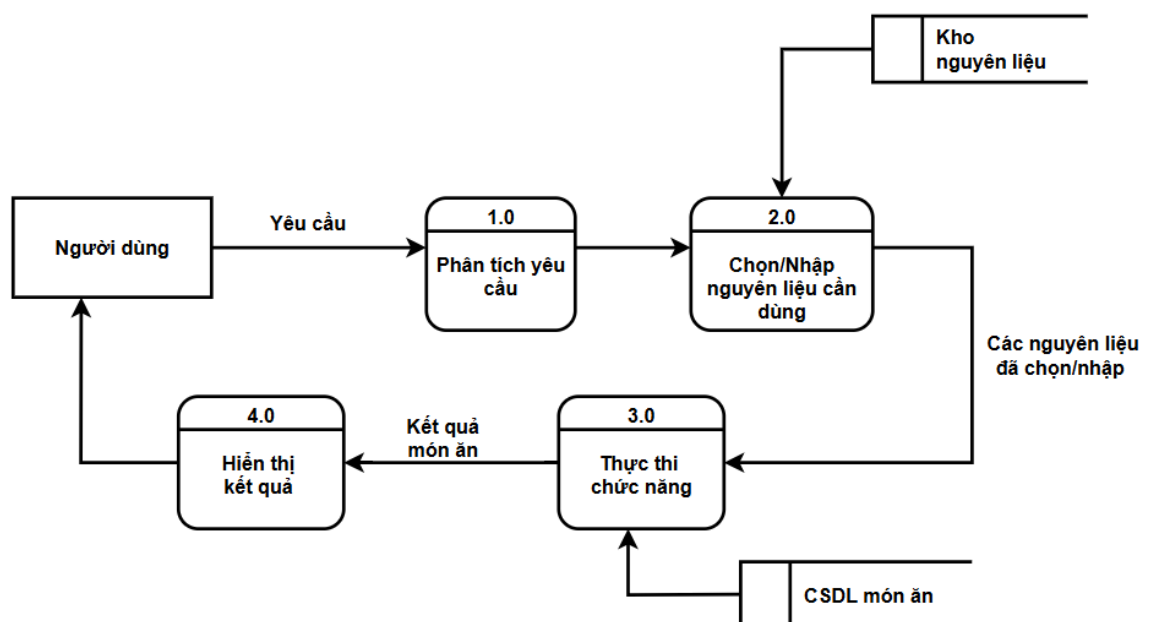 Kho
nguyên liệu
Người dùng
Yêu cầu
1.0
Phân tích yêu
cầu
2.0
Chọn/Nhập
nguyên liệu cần
dùng
Các nguyên liệu
đã chọn/nhập
4.0
Hiển thị
kết quả
Kết quả
món ăn
3.0
Thực thi
chức năng
CSDL món ăn